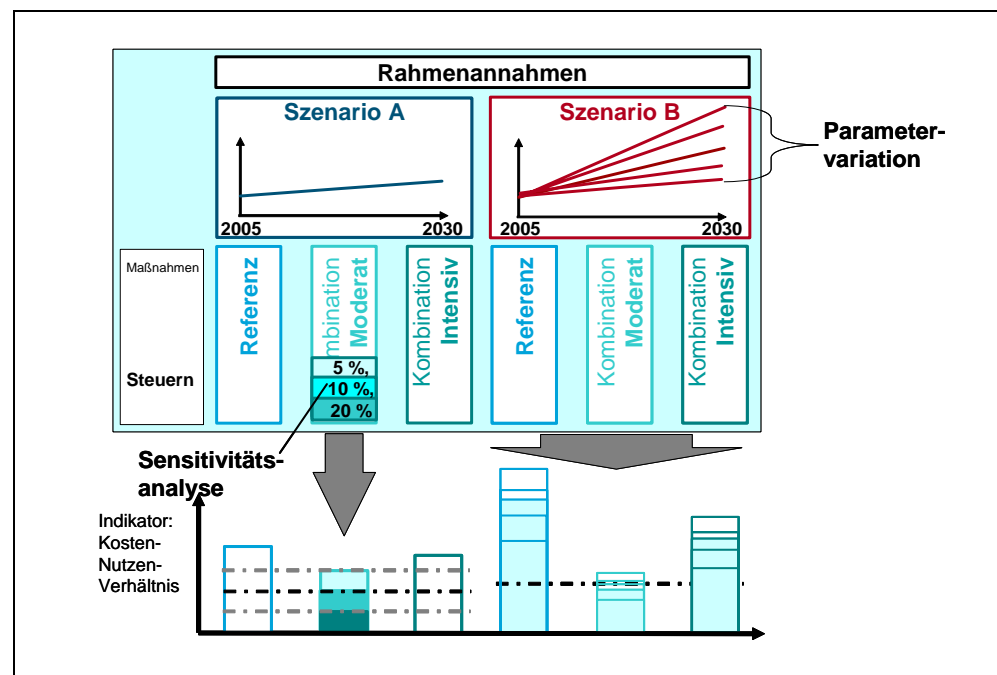 Rahmenannahmen
Szenario A
2005
2030
Szenario B
2005
2030
Parameter-
variation
Maßnahmen
Steuern
Referenz
Kombination
Moderat
5 %,
10 %,
20 %
Kombination
Intensiv
Referenz
Kombination
Moderat
Kombination
Intensiv
Sensitivitäts-
analyse
Indikator:
Kosten-
Nutzen-
Verhältnis